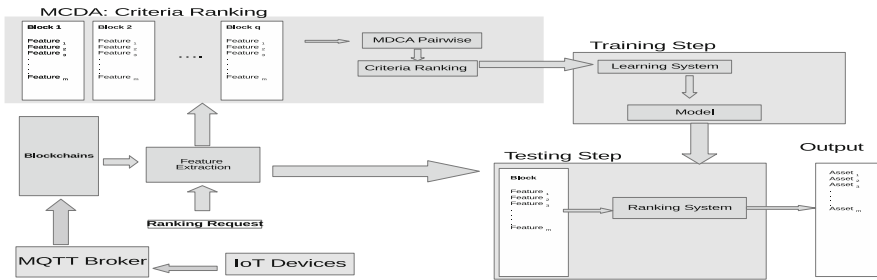 MCDA: Criteria Ranking
Block 1
Feature 1
Feature 2
Feature 3
.
.
.
Feature m
Block 2
Feature 1
Feature 2
Feature 3
.
.
.
Feature m
....
Block q
Feature 1
Feature 2
Feature 3
.
.
.
Feature m
MDCA Pairwise
Criteria Ranking
Training Step
Learning System
Model
Blockchains
Feature
Extraction
Ranking Request
MQTT Broker
IoT Devices
Testing Step
Block
Feature 1
Feature 2
Feature 3
.
.
.
Feature m
Ranking System
Output
Asset 1
Asset 2
Asset 3
.
.
.
Asset m